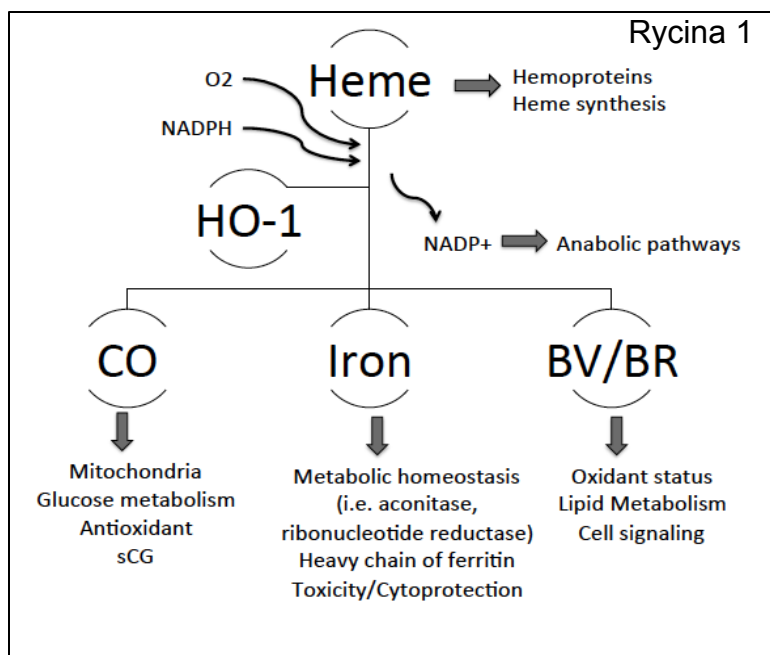 Rycina 1
Heme
O2
NADPH
Hemoproteins
Heme synthesis
HO-1
NADP+
Anabolic pathways
CO
Iron
BV/BR
Mitochondria
Glucose metabolism
Antioxidant
sCG
Metabolic homeostasis
(i.e. aconitase,
ribonucleotide reductase)
Heavy chain of ferritin
Toxicity/Cytoprotection
Oxidant status
Lipid Metabolism
Cell signaling